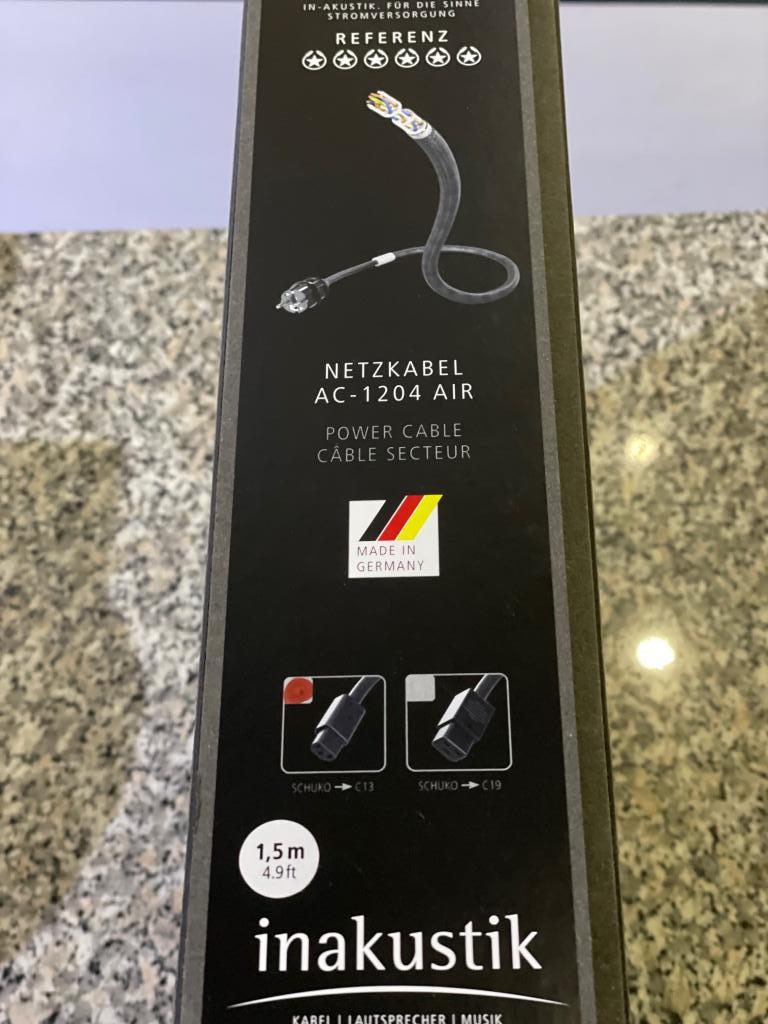 IN-AKUSTIK. FÜR DIE SINNE
STROMVERSORGUNG
REFERENZ
NETZKABEL
AC-1204 AIR
POWER CABLE
CÂBLE SECTEUR
MADE IN
GERMANY
SCHUKO → C13
SCHUKO → C19
1,5 m
4.9 ft
inakustik
KABEL | LAUTSPRECHER | MUSIK